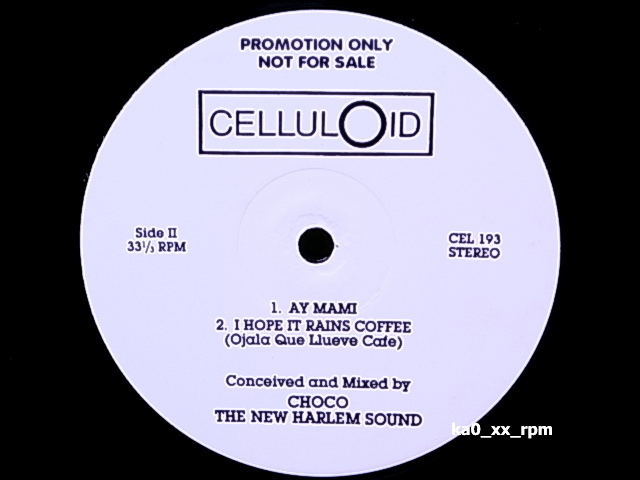 PROMOTION ONLY
NOT FOR SALE
CELLULOID
Side II
33⅓ RPM
CEL 193
STEREO
1. AY MAMI
2. I HOPE IT RAINS COFFEE
(Ojala Que Llueve Cafe)
Conceived and Mixed by
CHOCO
THE NEW HARLEM SOUND
ka0_xx_rpm